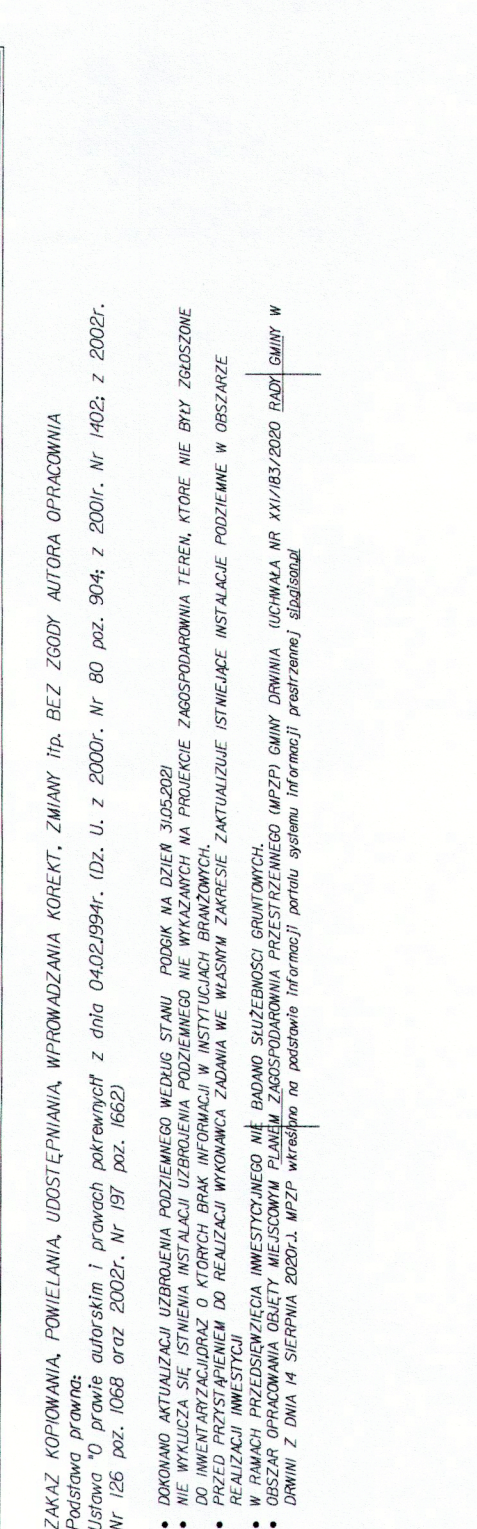 ZAKAZ KOPIOWANIA, POWIELANIA, UDOSTĘPNIANIA, WPROWADZANIA KOREKT, ZMIANY itp. BEZ ZGODY AUTORA OPRACOWNIA
Podstawa prawna:
Ustawa "O prawie autorskim i prawach pokrewnych" z dnia 04.02.1994r. (Dz. U. z 2000r. Nr 80 poz. 904; z 2001r. Nr 1402; z 2002r.
Nr 126 poz. 1068 oraz 2002r. Nr 197 poz. 1662)
• DOKONANO AKTUALIZACJI UZBROJENIA PODZIEMNEGO WEDŁUG STANU PODGIK NA DZIEŃ 31.05.2021
• NIE WYKLUCZA SIĘ ISTNIENIA INSTALACJI UZBROJENIA PODZIEMNEGO NIE WYKAZANYCH NA PROJEKCIE ZAGOSPODAROWNIA TEREN, KTORE NIE BYŁY ZGŁOSZONE
DO INWENTARYZACJI,ORAZ O KTORYCH BRAK INFORMACJI W INSTYTUCJACH BRANŻOWYCH.
• PRZED PRZYSTĄPIENIEM DO REALIZACJI WYKONAWCA ZADANIA WE WŁASNYM ZAKRESIE ZAKTUALIZUJE ISTNIEJĄCE INSTALACJE PODZIEMNE W OBSZARZE
REALIZACJI INWESTYCJI
• W RAMACH PRZEDSIĘWZIĘCIA INWESTYCYJNEGO NIE BADANO SŁUŻEBNOŚCI GRUNTOWYCH.
• OBSZAR OPRACOWANIA OBJĘTY MIEJSCOWYM PLANEM ZAGOSPODAROWNIA PRZESTRZENNEGO (MPZP) GMINY DRWINIA (UCHWAŁA NR XXI/183/2020 RADY GMINY W
DRWINI Z DNIA 14 SIERPNIA 2020r.). MPZP wkreślono na podstawie informacji portalu systemu informacji prestrzennej sip.gison.pl